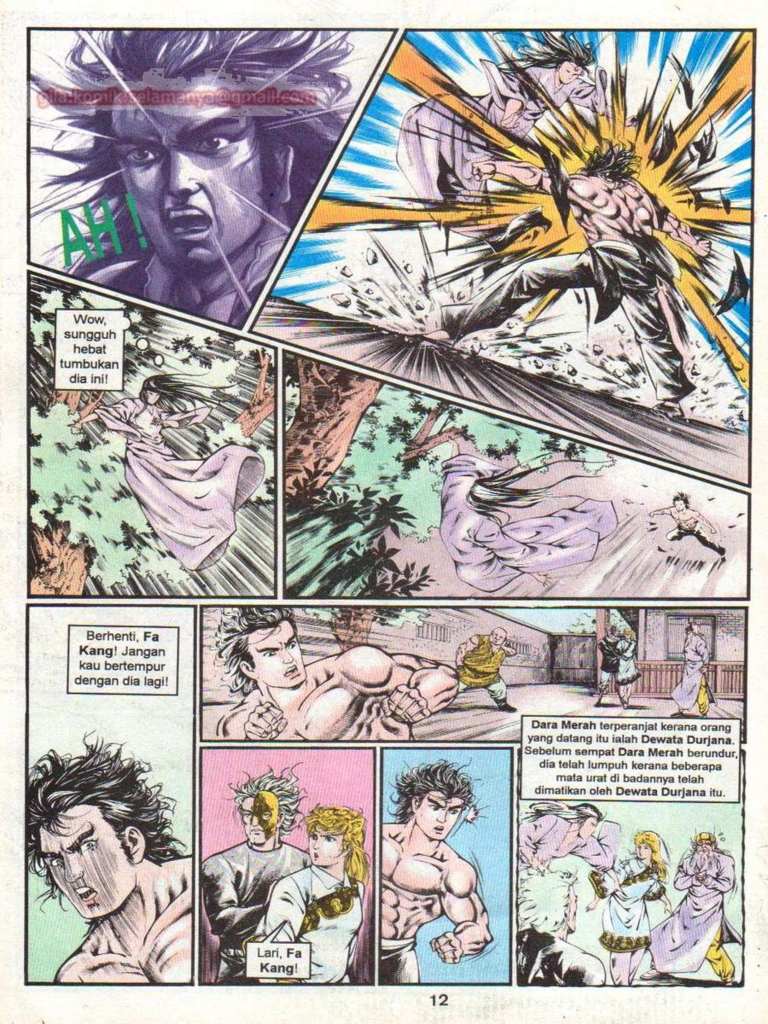 gila.komik.salamanya@gmail.com
AH!
Wow,
sungguh
hebat
tumbukan
dia ini!
Berhenti, Fa
Kang! Jangan
kau bertempur
dengan dia lagi!
Lari, Fa
Kang!
Dara Merah terperanjat kerana orang
yang datang itu ialah Dewata Durjana.
Sebelum sempat Dara Merah berundur,
dia telah lumpuh kerana beberapa
mata urat di badannya telah
dimatikan oleh Dewata Durjana itu.
12